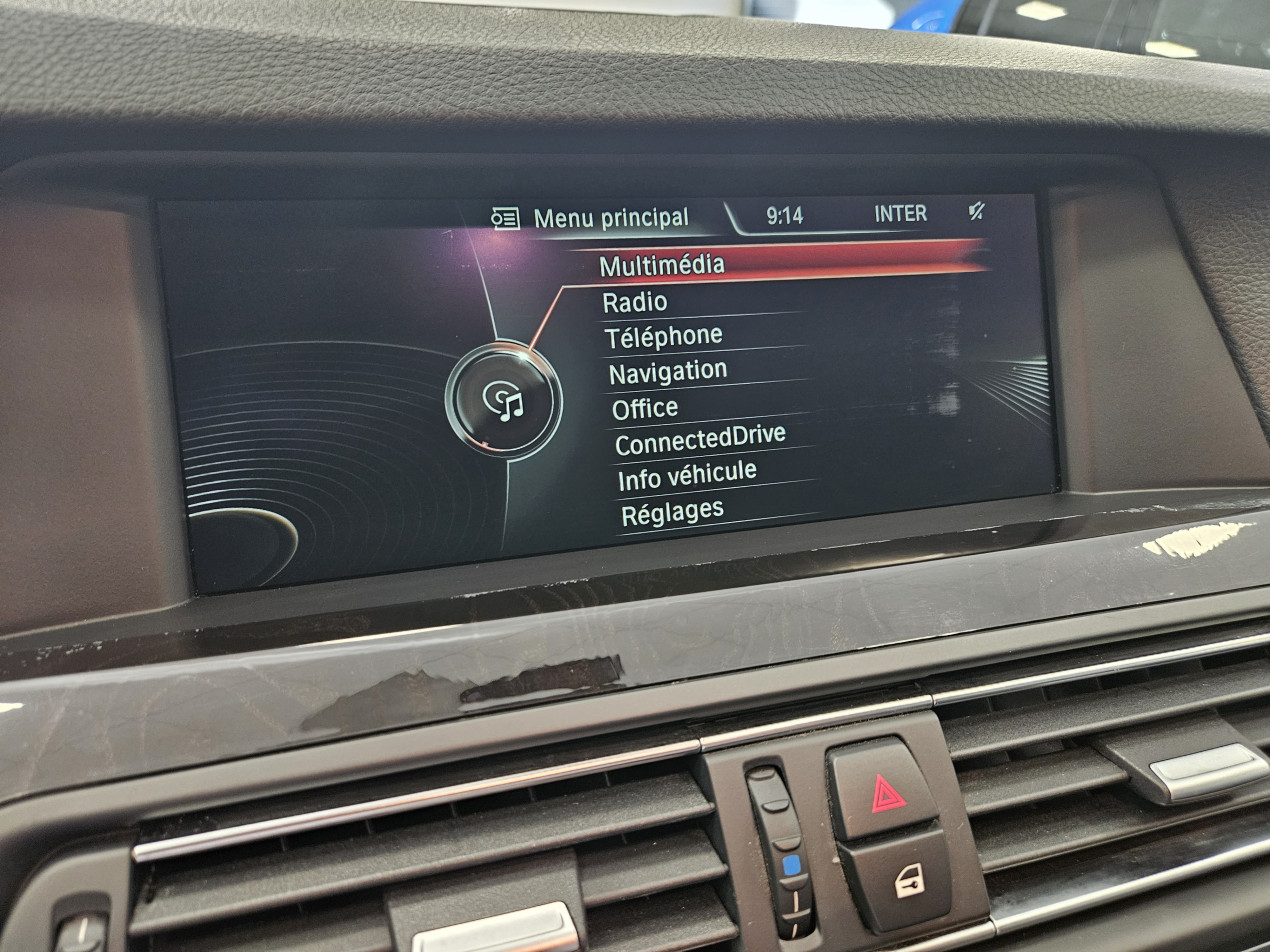 Menu principal 9:14 INTER
Multimédia
Radio
Téléphone
Navigation
Office
ConnectedDrive
Info véhicule
Réglages